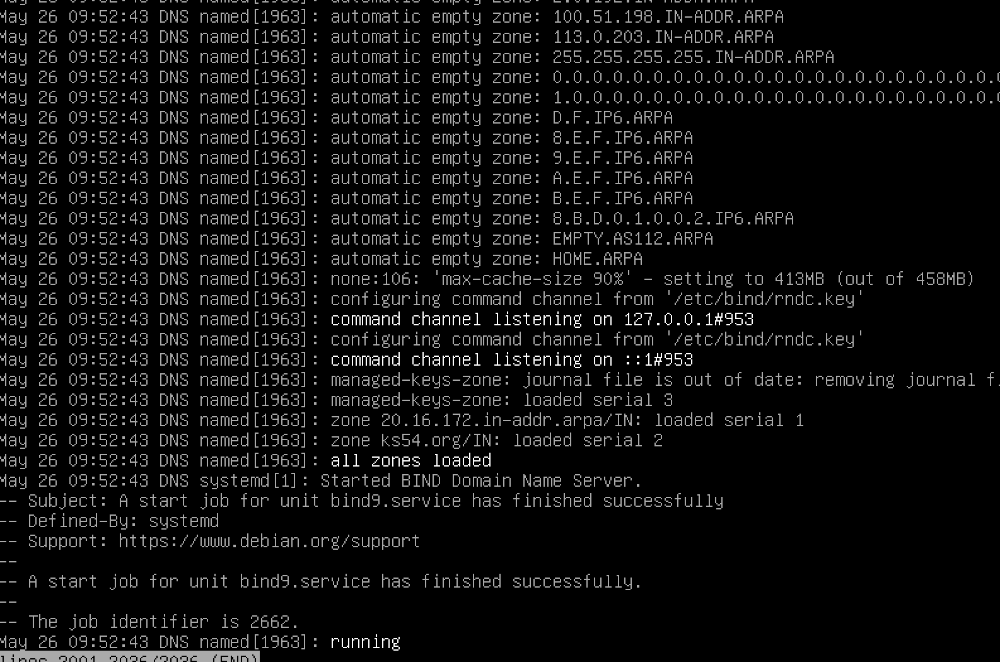 May 26 09:52:43 DNS named[1963]: automatic empty zone: 2.0.192.IN-ADDR.ARPA
May 26 09:52:43 DNS named[1963]: automatic empty zone: 100.51.198.IN-ADDR.ARPA
May 26 09:52:43 DNS named[1963]: automatic empty zone: 113.0.203.IN-ADDR.ARPA
May 26 09:52:43 DNS named[1963]: automatic empty zone: 255.255.255.255.IN-ADDR.ARPA
May 26 09:52:43 DNS named[1963]: automatic empty zone: 0.0.0.0.0.0.0.0.0.0.0.0.0.0.0.0.0.0.0.0.0.0.0
May 26 09:52:43 DNS named[1963]: automatic empty zone: 1.0.0.0.0.0.0.0.0.0.0.0.0.0.0.0.0.0.0.0.0.0.0
May 26 09:52:43 DNS named[1963]: automatic empty zone: D.F.IP6.ARPA
May 26 09:52:43 DNS named[1963]: automatic empty zone: 8.E.F.IP6.ARPA
May 26 09:52:43 DNS named[1963]: automatic empty zone: 9.E.F.IP6.ARPA
May 26 09:52:43 DNS named[1963]: automatic empty zone: A.E.F.IP6.ARPA
May 26 09:52:43 DNS named[1963]: automatic empty zone: B.E.F.IP6.ARPA
May 26 09:52:43 DNS named[1963]: automatic empty zone: 8.B.D.0.1.0.0.2.IP6.ARPA
May 26 09:52:43 DNS named[1963]: automatic empty zone: EMPTY.AS112.ARPA
May 26 09:52:43 DNS named[1963]: automatic empty zone: HOME.ARPA
May 26 09:52:43 DNS named[1963]: none:106: 'max-cache-size 90%' - setting to 413MB (out of 458MB)
May 26 09:52:43 DNS named[1963]: configuring command channel from '/etc/bind/rndc.key'
May 26 09:52:43 DNS named[1963]: command channel listening on 127.0.0.1#953
May 26 09:52:43 DNS named[1963]: configuring command channel from '/etc/bind/rndc.key'
May 26 09:52:43 DNS named[1963]: command channel listening on ::1#953
May 26 09:52:43 DNS named[1963]: managed-keys-zone: journal file is out of date: removing journal f
May 26 09:52:43 DNS named[1963]: managed-keys-zone: loaded serial 3
May 26 09:52:43 DNS named[1963]: zone 20.16.172.in-addr.arpa/IN: loaded serial 1
May 26 09:52:43 DNS named[1963]: zone ks54.org/IN: loaded serial 2
May 26 09:52:43 DNS named[1963]: all zones loaded
May 26 09:52:43 DNS systemd[1]: Started BIND Domain Name Server.
-- Subject: A start job for unit bind9.service has finished successfully
-- Defined-By: systemd
-- Support: https://www.debian.org/support
--
-- A start job for unit bind9.service has finished successfully.
--
-- The job identifier is 2662.
May 26 09:52:43 DNS named[1963]: running
lines 2001-2036/2036 (END)